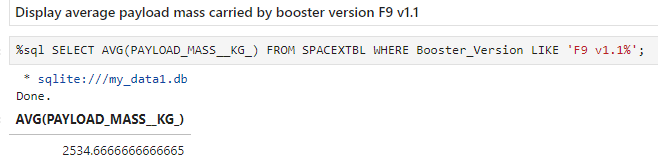 Display average payload mass carried by booster version F9 v1.1
%sql SELECT AVG(PAYLOAD_MASS__KG_) FROM SPACEXTBL WHERE Booster_Version LIKE 'F9 v1.1%';
* sqlite:///my_data1.db
Done.
AVG(PAYLOAD_MASS__KG_)
2534.6666666666665